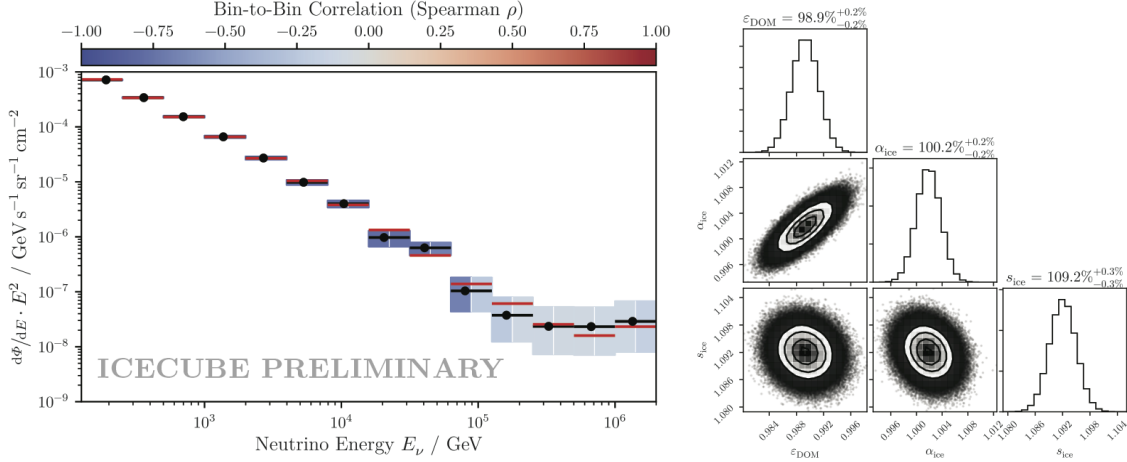 Bin-to-Bin Correlation (Spearman ρ)
−1.00 −0.75 −0.50 −0.25 0.00 0.25 0.50 0.75 1.00
10⁻³
10⁻⁴
10⁻⁵
10⁻⁶
10⁻⁷
10⁻⁸
10⁻⁹
dΦ/dE · E² / GeV s⁻¹ sr⁻¹ cm⁻²
ICECUBE PRELIMINARY
10³ 10⁴ 10⁵ 10⁶
Neutrino Energy E_ν / GeV
ε_DOM = 98.9%^{+0.2%}_{−0.2%}
α_ice = 100.2%^{+0.2%}_{−0.2%}
1.012
1.008
1.004
1.000
0.996
α_ice
s_ice = 109.2%^{+0.3%}_{−0.3%}
1.104
1.098
1.092
1.086
1.080
s_ice
0.984 0.988 0.992 0.996
ε_DOM
0.996 1.000 1.004 1.008 1.012
α_ice
1.080 1.086 1.092 1.098 1.104
s_ice